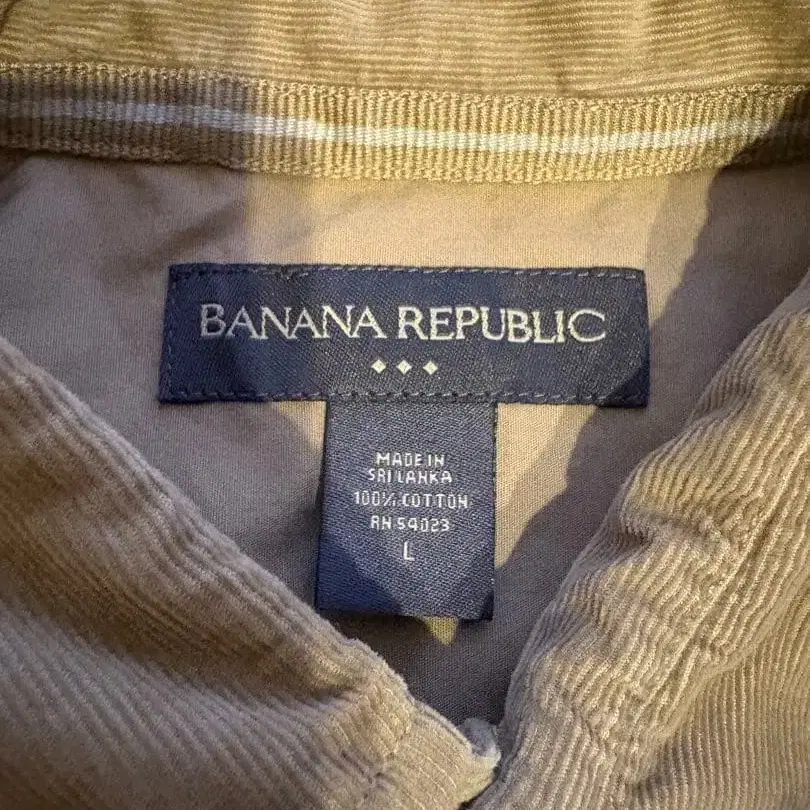 BANANA REPUBLIC
MADE IN
SRI LANKA
100% COTTON
RN 54023
L